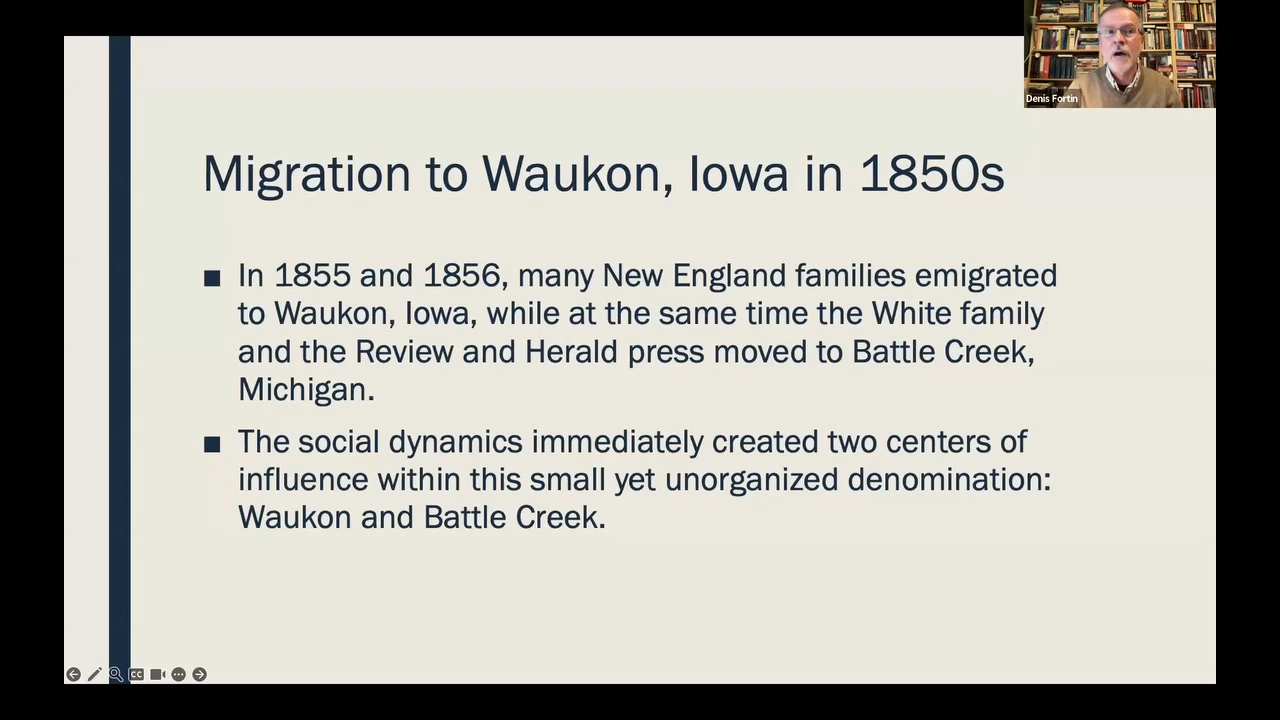 Denis Fortin
Migration to Waukon, Iowa in 1850s
■ In 1855 and 1856, many New England families emigrated
to Waukon, Iowa, while at the same time the White family
and the Review and Herald press moved to Battle Creek,
Michigan.
■ The social dynamics immediately created two centers of
influence within this small yet unorganized denomination:
Waukon and Battle Creek.
CC